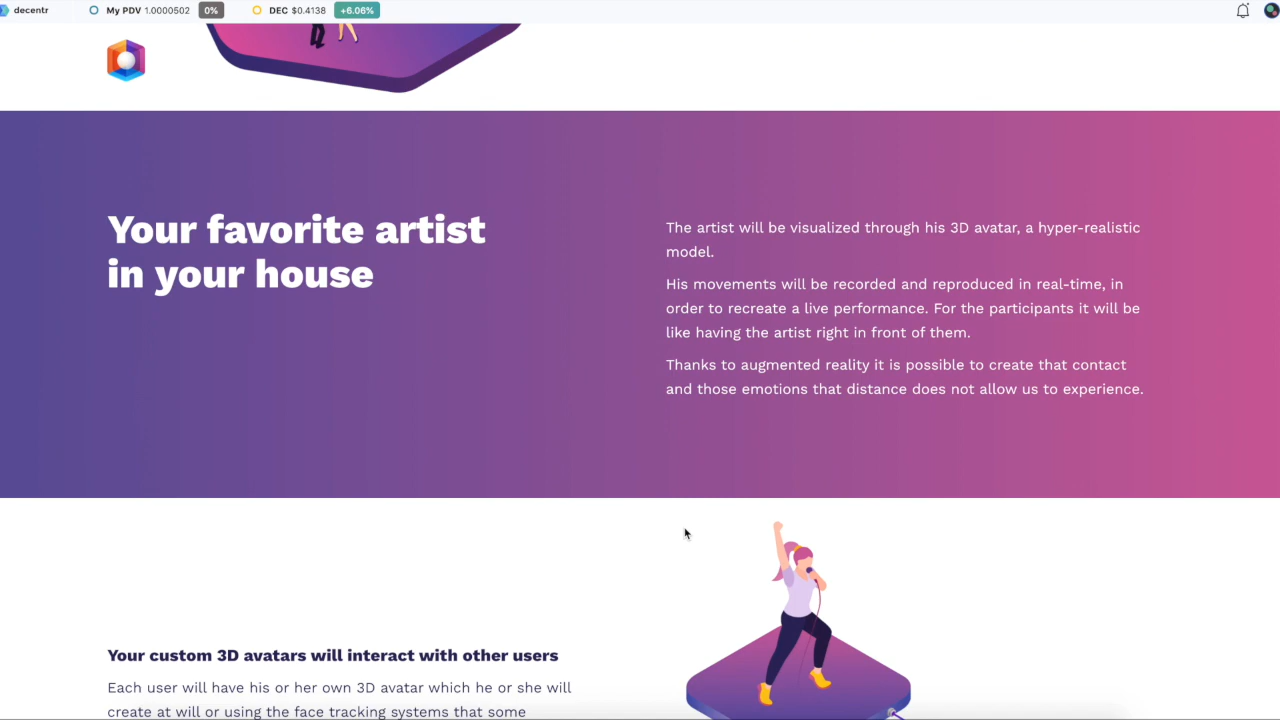 decentr My PDV 1.0000502 0% DEC $0.4138 +6.06%
Your favorite artist
in your house
The artist will be visualized through his 3D avatar, a hyper-realistic
model.
His movements will be recorded and reproduced in real-time, in
order to recreate a live performance. For the participants it will be
like having the artist right in front of them.
Thanks to augmented reality it is possible to create that contact
and those emotions that distance does not allow us to experience.
Your custom 3D avatars will interact with other users
Each user will have his or her own 3D avatar which he or she will
create at will or using the face tracking systems that some